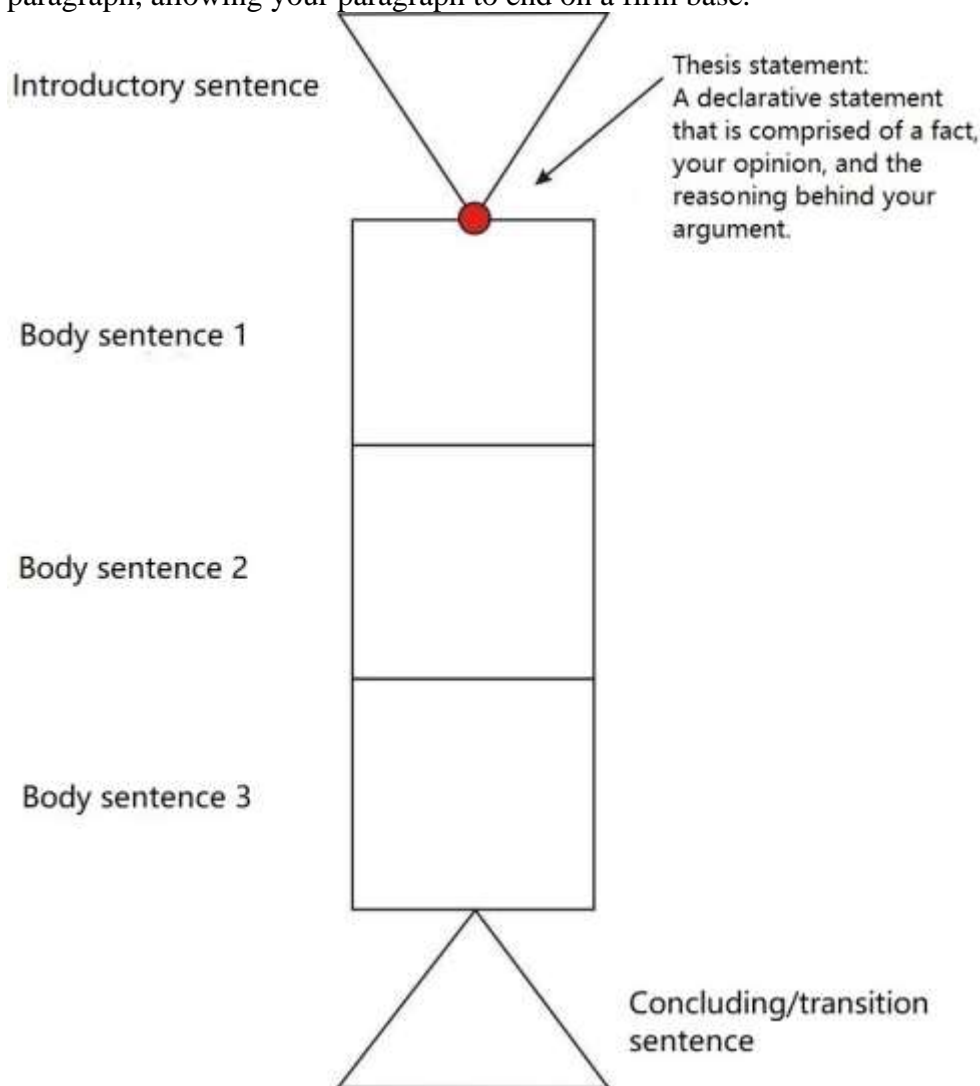 paragraph, allowing your paragraph to end on a firm base.
Introductory sentence
Thesis statement:
A declarative statement
that is comprised of a fact,
your opinion, and the
reasoning behind your
argument.
Body sentence 1
Body sentence 2
Body sentence 3
Concluding/transition
sentence